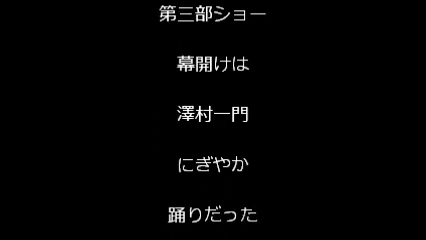 第三部ショー
幕開けは
澤村一門
にぎやか
踊りだった